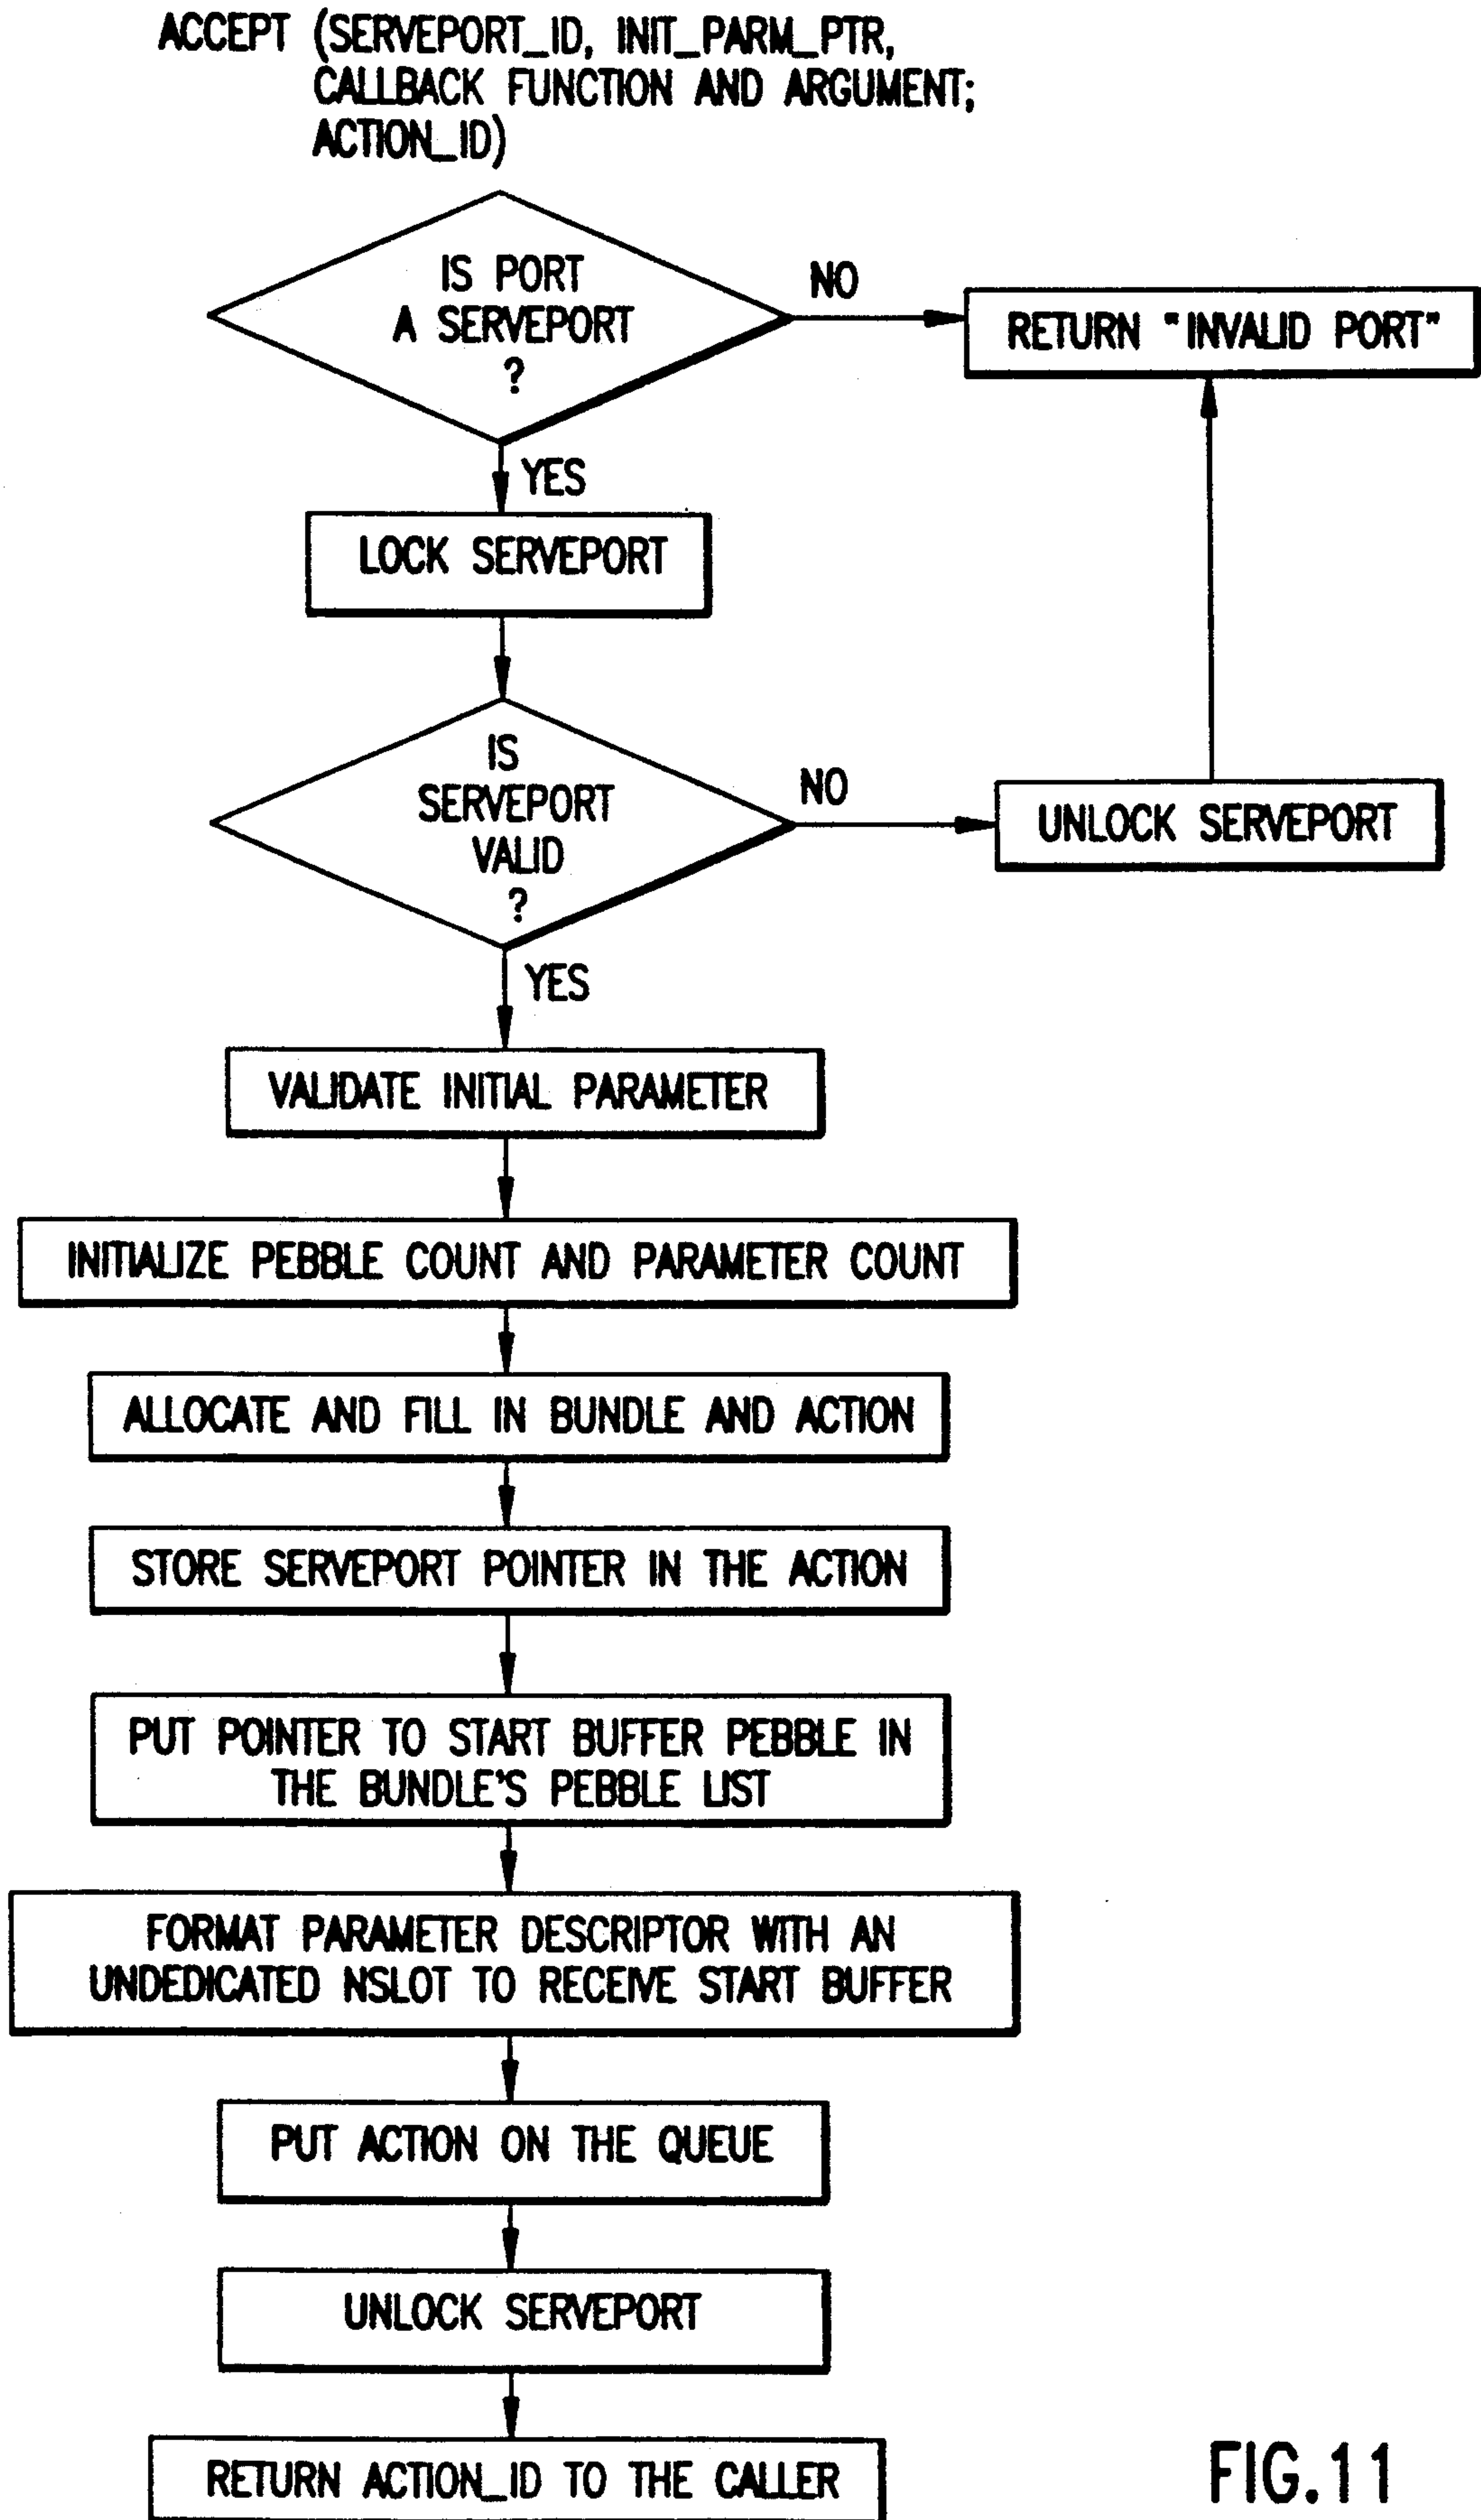 ACCEPT (SERVEPORT_ID, INIT_PARM_PTR,
CALLBACK FUNCTION AND ARGUMENT;
ACTION_ID)
IS PORT
A SERVEPORT
?
NO
RETURN "INVALID PORT"
YES
LOCK SERVEPORT
IS
SERVEPORT
VALID
?
NO
UNLOCK SERVEPORT
YES
VALIDATE INITIAL PARAMETER
INITIALIZE PEBBLE COUNT AND PARAMETER COUNT
ALLOCATE AND FILL IN BUNDLE AND ACTION
STORE SERVEPORT POINTER IN THE ACTION
PUT POINTER TO START BUFFER PEBBLE IN
THE BUNDLE'S PEBBLE LIST
FORMAT PARAMETER DESCRIPTOR WITH AN
UNDEDICATED NSLOT TO RECEIVE START BUFFER
PUT ACTION ON THE QUEUE
UNLOCK SERVEPORT
RETURN ACTION_ID TO THE CALLER
FIG.11